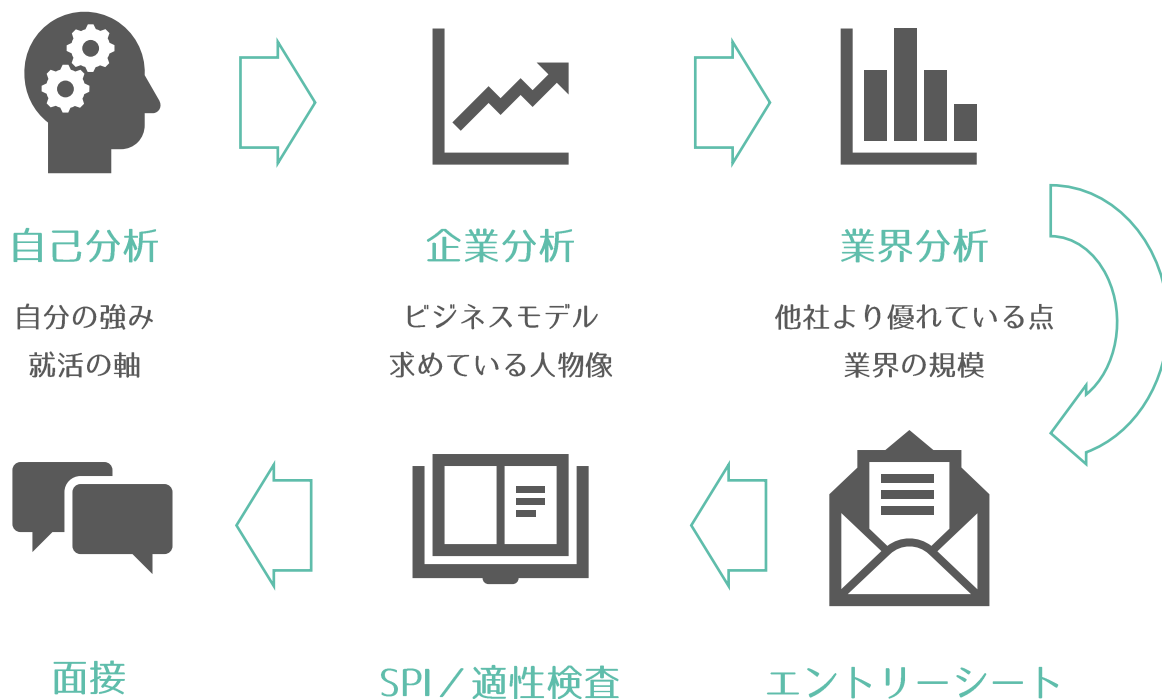 自己分析
自分の強み
就活の軸
企業分析
ビジネスモデル
求めている人物像
業界分析
他社より優れている点
業界の規模
エントリーシート
SPI／適性検査
面接